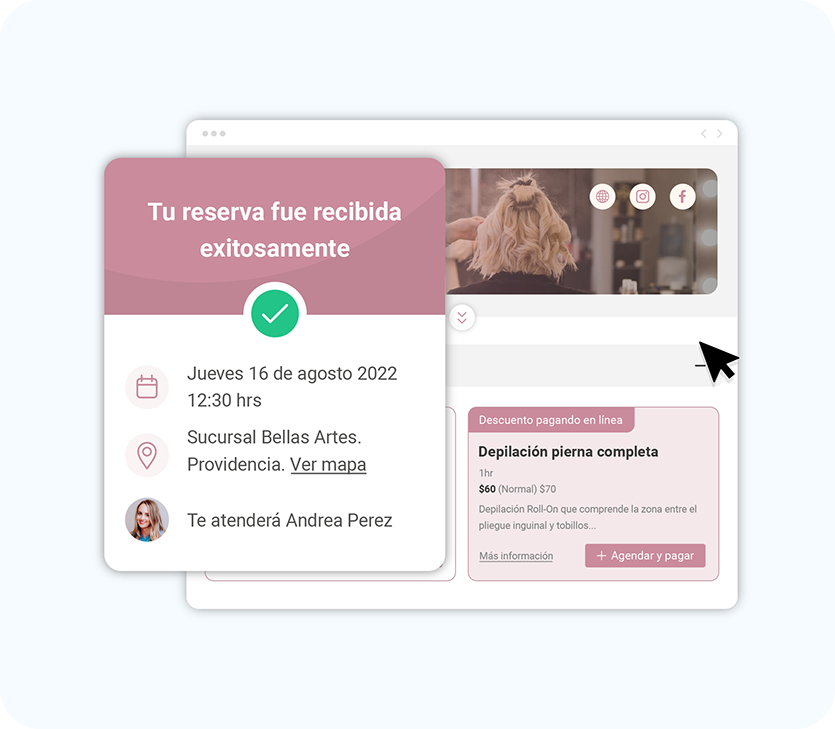 Tu reserva fue recibida
exitosamente
Jueves 16 de agosto 2022
12:30 hrs
Sucursal Bellas Artes.
Providencia. Ver mapa
Te atenderá Andrea Perez
Descuento pagando en línea
Depilación pierna completa
1hr
$60 (Normal) $70
Depilación Roll-On que comprende la zona entre el
pliegue inguinal y tobillos...
Más información
+ Agendar y pagar